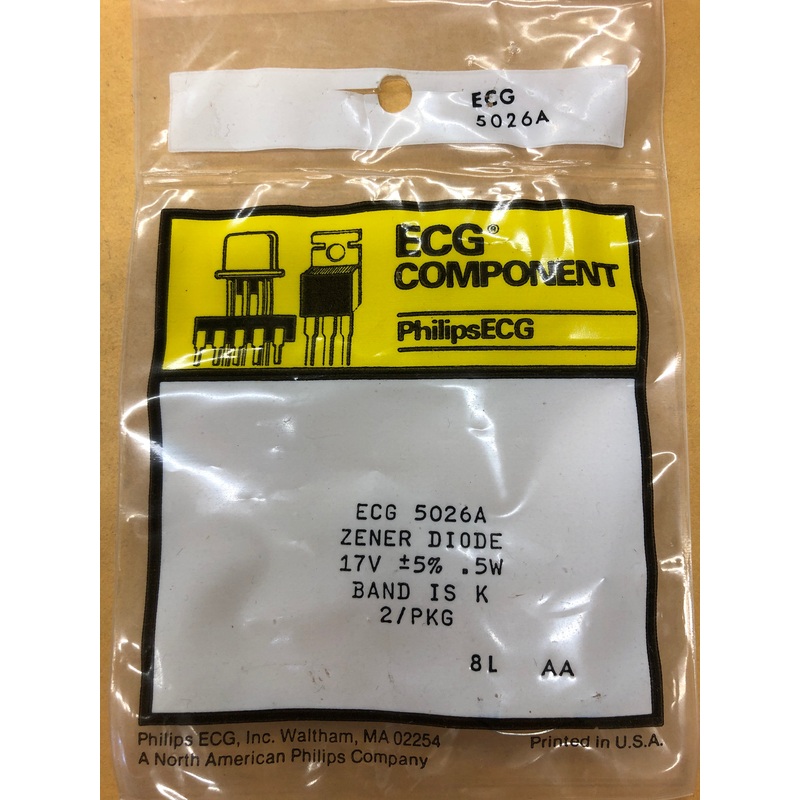 ECG
5026A
ECG®
COMPONENT
PhilipsECG
ECG 5026A
ZENER DIODE
17V ±5% .5W
BAND IS K
2/PKG
8L AA
Philips ECG, Inc. Waltham, MA 02254
Printed in U.S.A.
A North American Philips Company